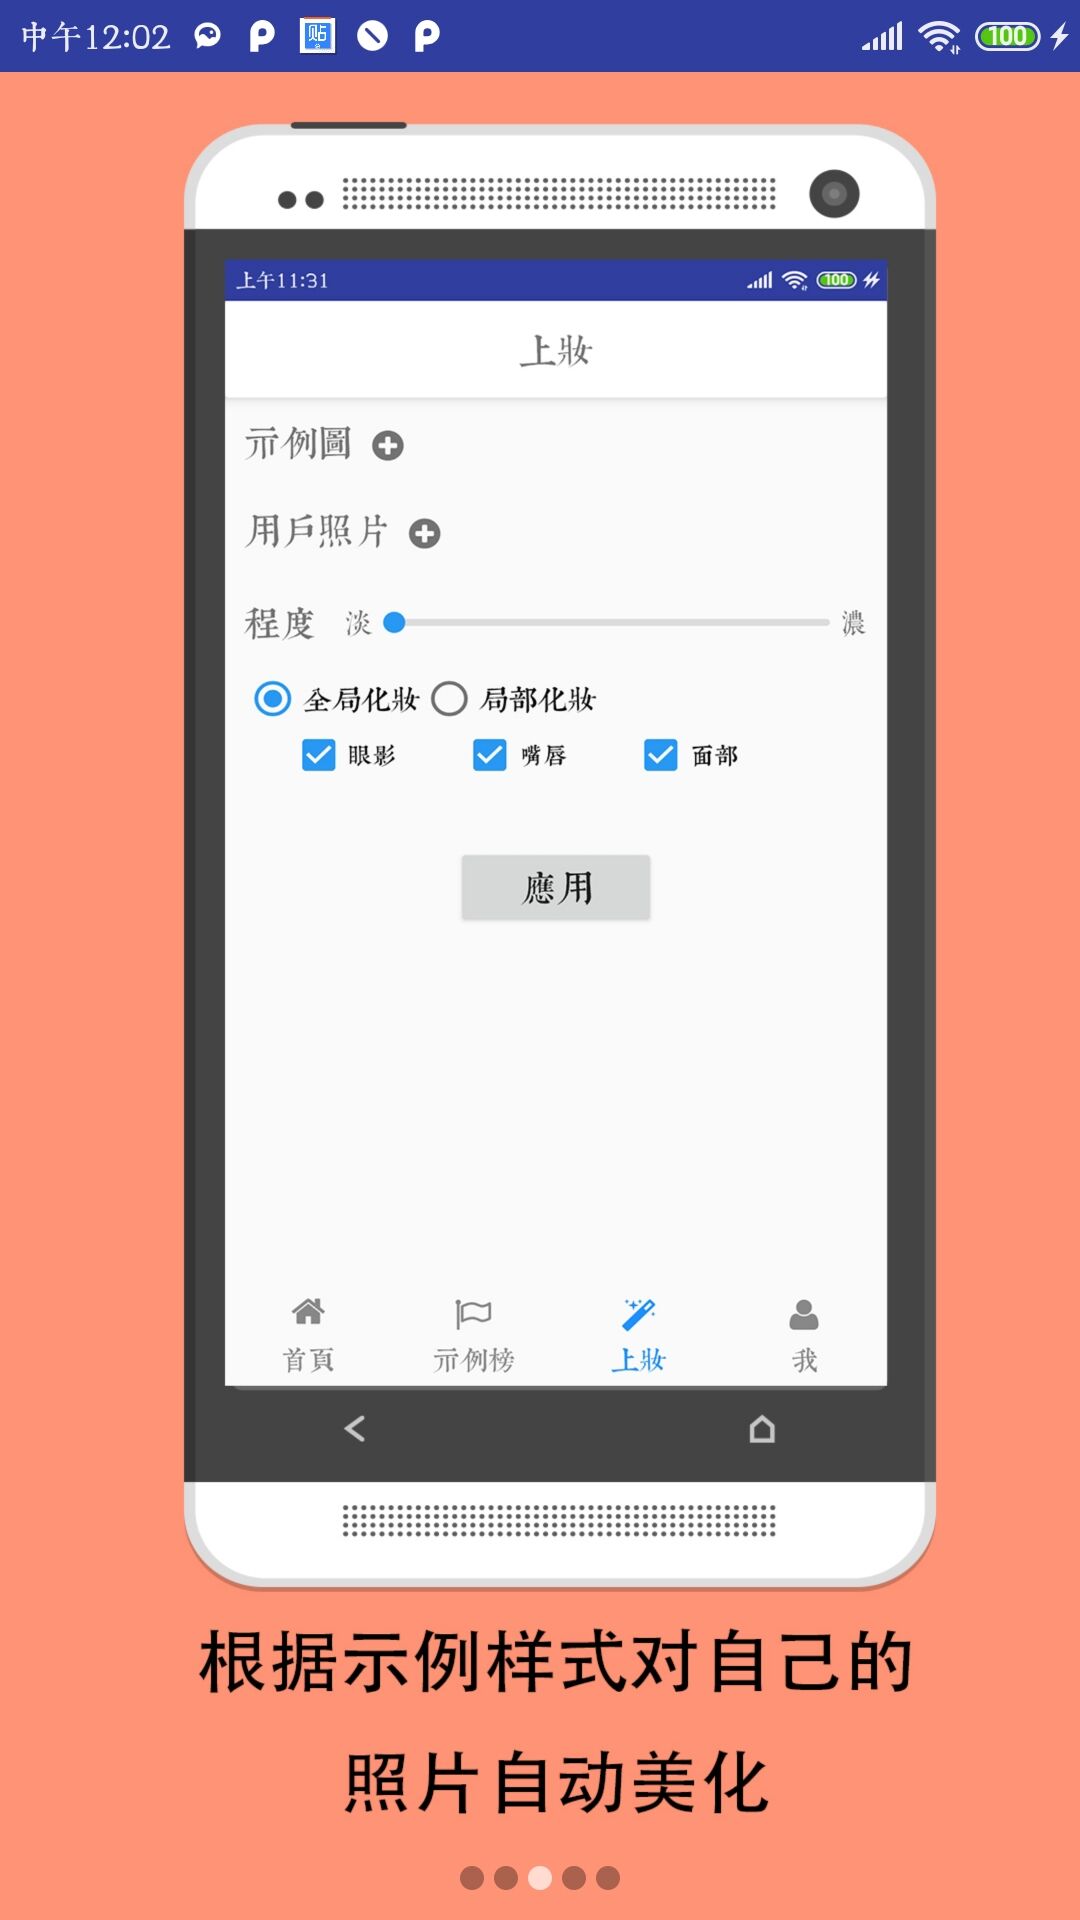 中午12:02
贴
100
上午11:31
100
上妝
示例圖
用戶照片
程度 淡 濃
全局化妝 局部化妝
眼影 嘴唇 面部
應用
首頁 示例榜 上妝 我
根据示例样式对自己的
照片自动美化